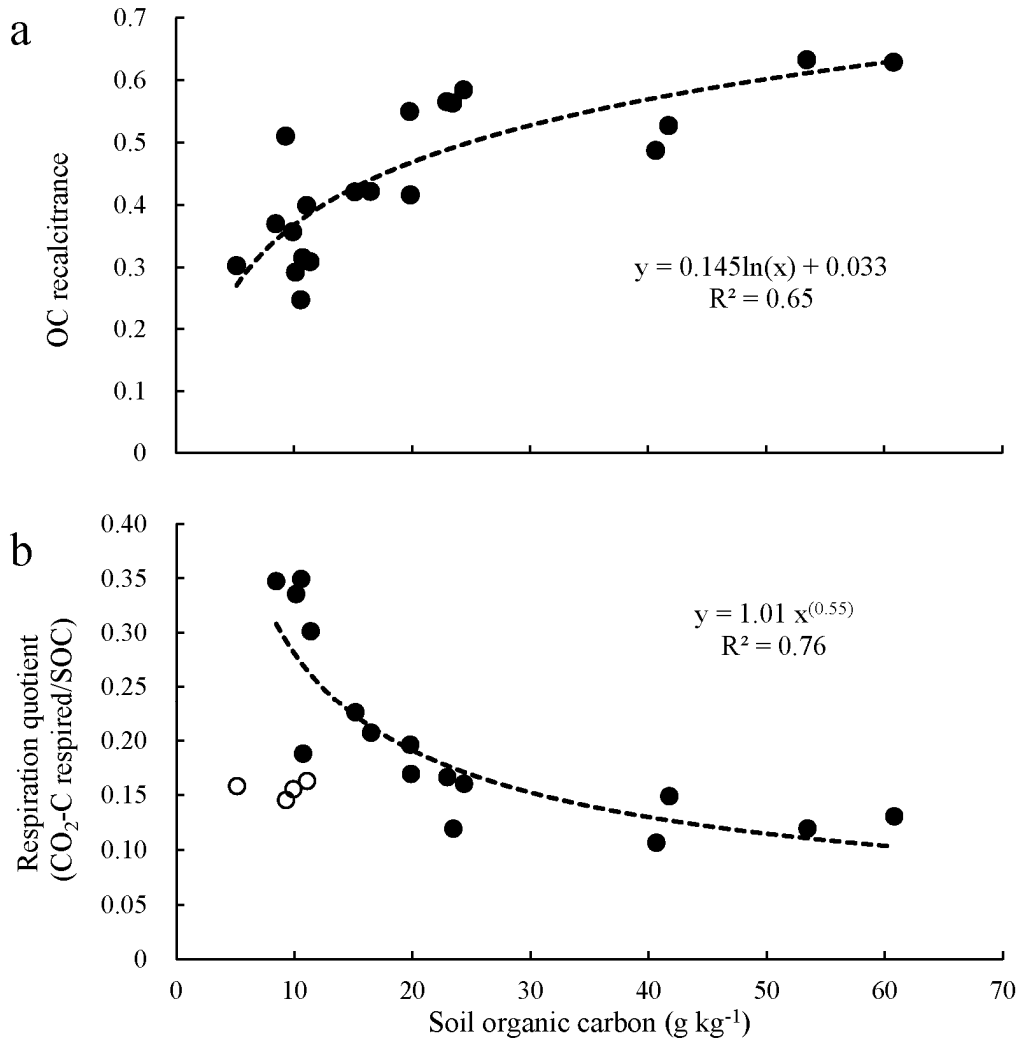 a
0.7
0.6
0.5
0.4
0.3
0.2
0.1
0
OC recalcitrance
y = 0.145ln(x) + 0.033
R² = 0.65
b
0.40
0.35
0.30
0.25
0.20
0.15
0.10
0.05
0
Respiration quotient
(CO₂-C respired/SOC)
y = 1.01 x⁽⁰·⁵⁵⁾
R² = 0.76
0 10 20 30 40 50 60 70
Soil organic carbon (g kg⁻¹)